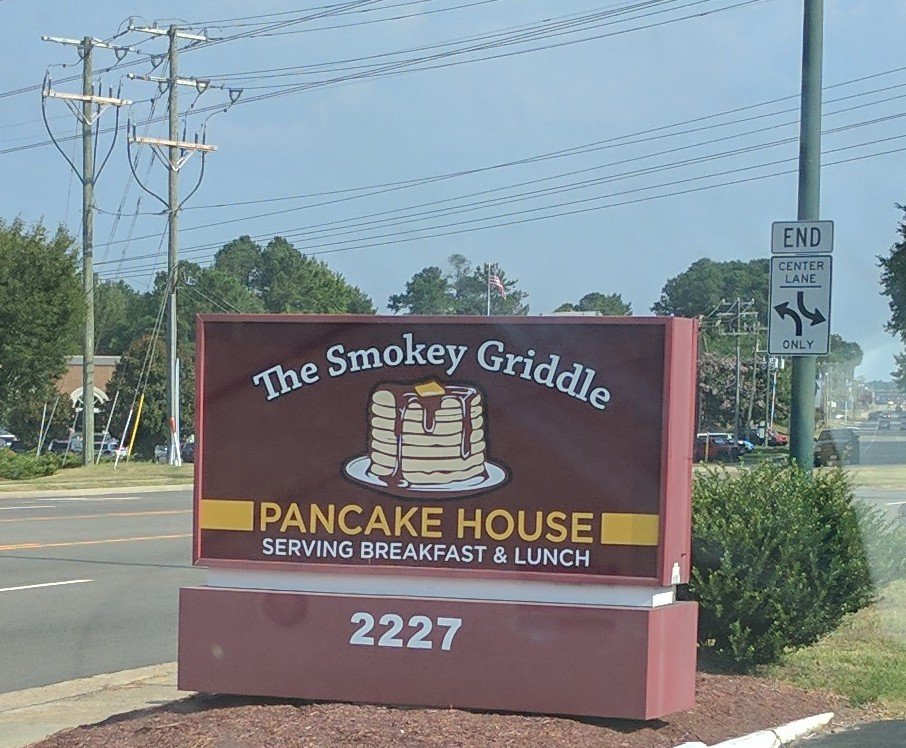 END
CENTER
LANE
ONLY
The Smokey Griddle
PANCAKE HOUSE
SERVING BREAKFAST & LUNCH
2227